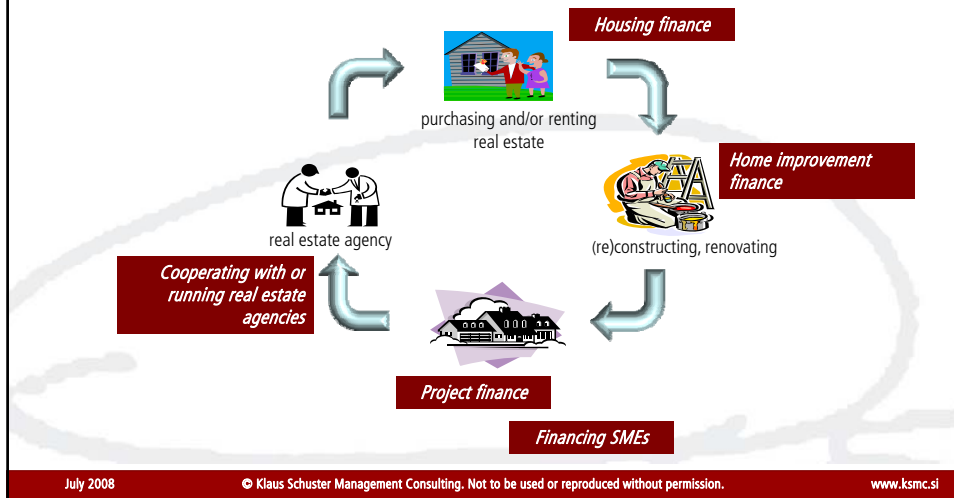 Housing finance
purchasing and/or renting
real estate
Home improvement
finance
(re)constructing, renovating
real estate agency
Cooperating with or
running real estate
agencies
Project finance
Financing SMEs
July 2008
© Klaus Schuster Management Consulting. Not to be used or reproduced without permission.
www.ksmc.si